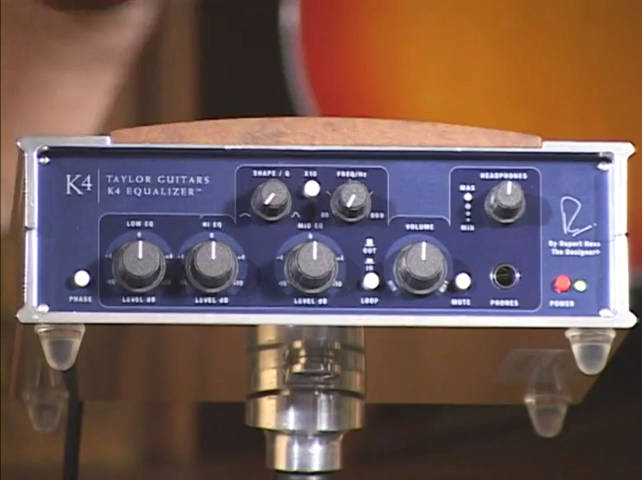 K4
TAYLOR GUITARS
K4 EQUALIZER™
SHAPE / Q
X10
FREQ/Hz
HEADPHONES
MAX
MIN
LOW EQ
HI EQ
MID EQ
OUT
IN
VOLUME
By Rupert Neve
The Designer®
PHASE
LEVEL dB
LEVEL dB
LEVEL dB
LOOP
MUTE
PHONES
POWER